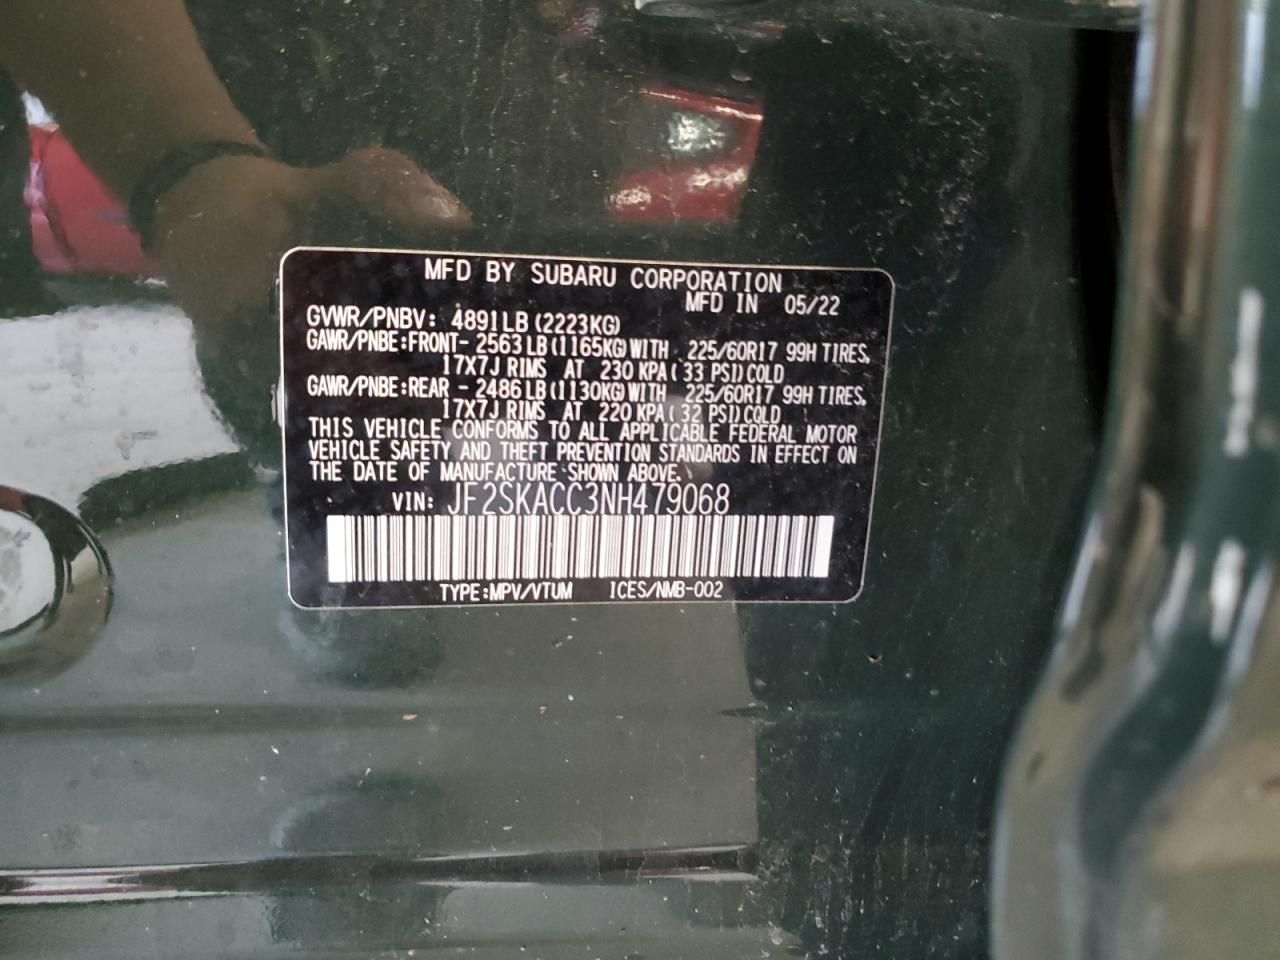 MFD BY SUBARU CORPORATION
MFD IN 05/22
GVWR/PNBV: 4891LB (2223KG)
GAWR/PNBE:FRONT- 2563 LB (1165KG) WITH 225/60R17 99H TIRES,
17X7J RIMS AT 230 KPA ( 33 PSI) COLD
GAWR/PNBE:REAR - 2486 LB (1130KG) WITH 225/60R17 99H TIRES,
17X7J RIMS AT 220 KPA ( 32 PSI) COLD
THIS VEHICLE CONFORMS TO ALL APPLICABLE FEDERAL MOTOR
VEHICLE SAFETY AND THEFT PREVENTION STANDARDS IN EFFECT ON
THE DATE OF MANUFACTURE SHOWN ABOVE.
VIN: JF2SKACC3NH479068
TYPE:MPV/VTUM ICES/NMB-002